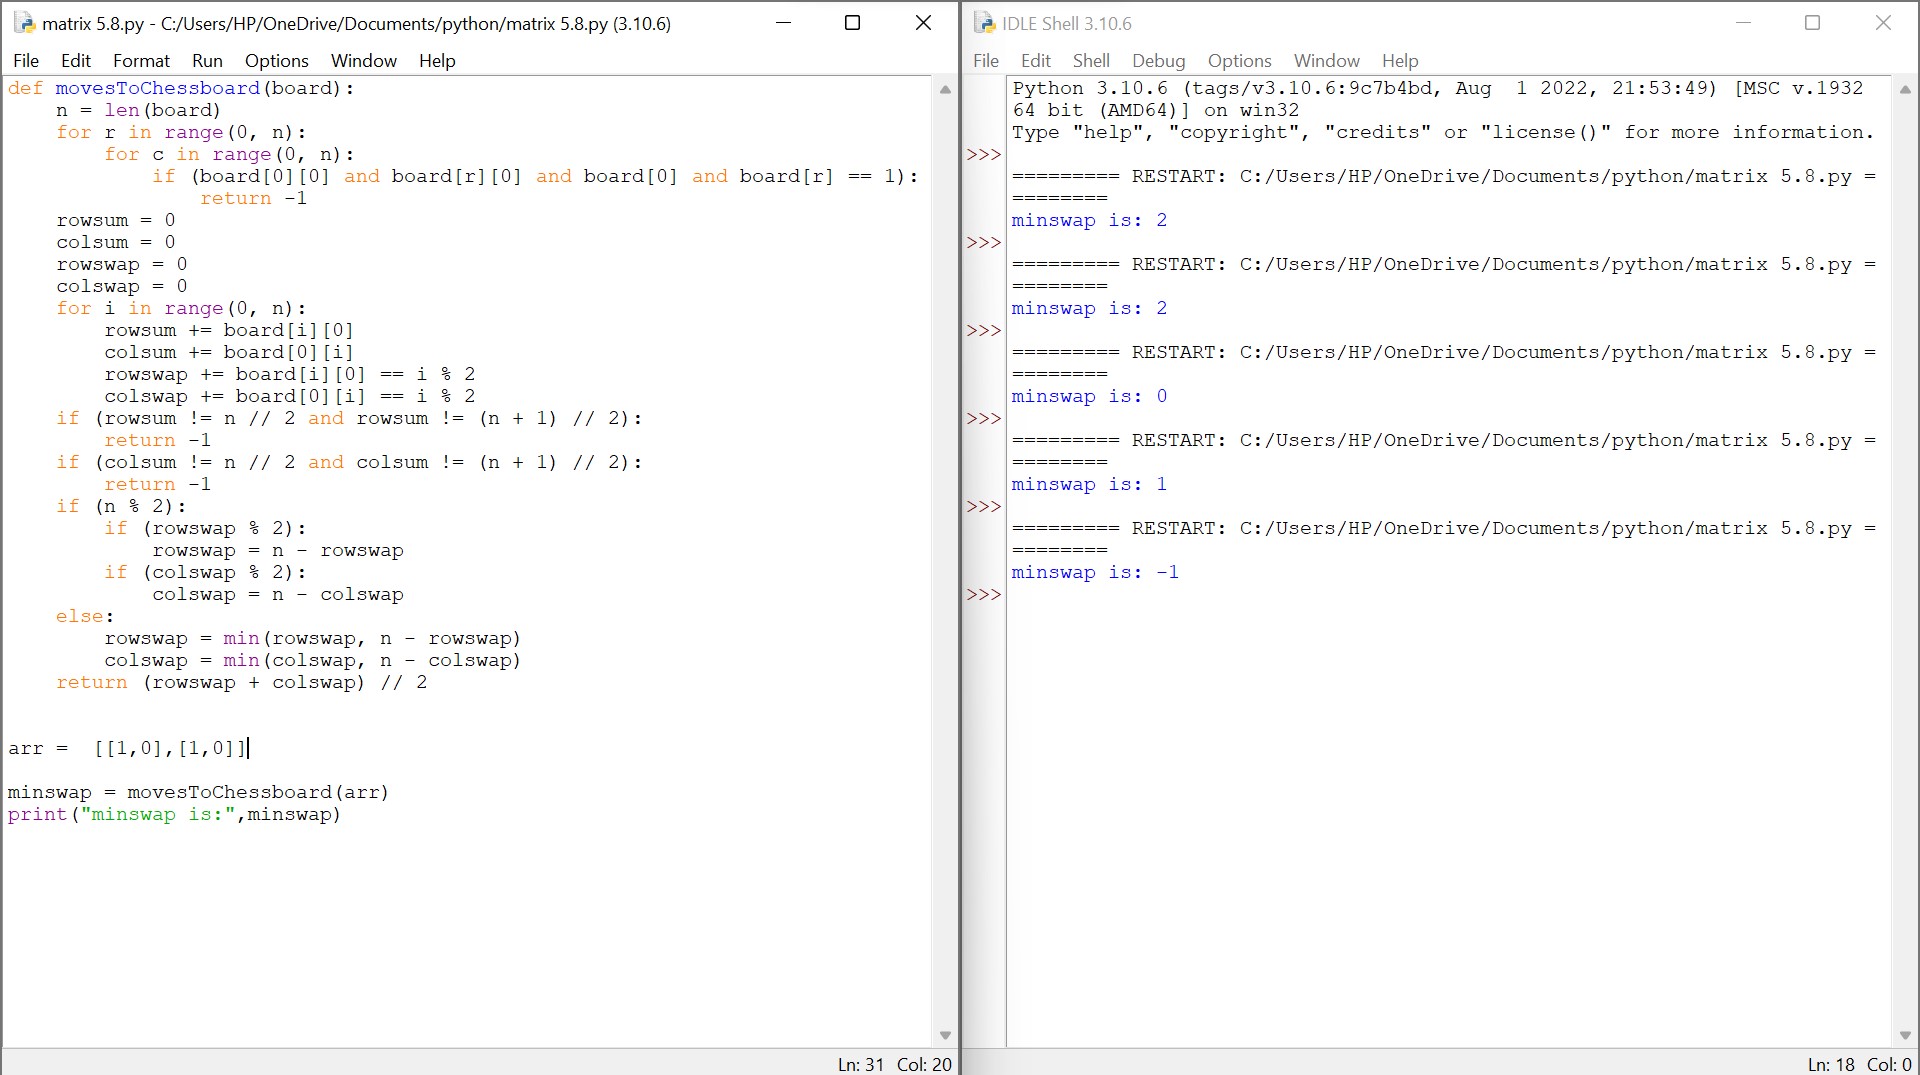 matrix 5.8.py - C:/Users/HP/OneDrive/Documents/python/matrix 5.8.py (3.10.6)
File Edit Format Run Options Window Help
def movesToChessboard(board):
    n = len(board)
    for r in range(0, n):
        for c in range(0, n):
            if (board[0][0] and board[r][0] and board[0] and board[r] == 1):
                return -1
    rowsum = 0
    colsum = 0
    rowswap = 0
    colswap = 0
    for i in range(0, n):
        rowsum += board[i][0]
        colsum += board[0][i]
        rowswap += board[i][0] == i % 2
        colswap += board[0][i] == i % 2
    if (rowsum != n // 2 and rowsum != (n + 1) // 2):
        return -1
    if (colsum != n // 2 and colsum != (n + 1) // 2):
        return -1
    if (n % 2):
        if (rowswap % 2):
            rowswap = n - rowswap
        if (colswap % 2):
            colswap = n - colswap
    else:
        rowswap = min(rowswap, n - rowswap)
        colswap = min(colswap, n - colswap)
    return (rowswap + colswap) // 2
arr =  [[1,0],[1,0]]
minswap = movesToChessboard(arr)
print("minswap is:",minswap)
Ln: 31 Col: 20
IDLE Shell 3.10.6
File Edit Shell Debug Options Window Help
Python 3.10.6 (tags/v3.10.6:9c7b4bd, Aug  1 2022, 21:53:49) [MSC v.1932
64 bit (AMD64)] on win32
Type "help", "copyright", "credits" or "license()" for more information.
>>>
========= RESTART: C:/Users/HP/OneDrive/Documents/python/matrix 5.8.py =
========
minswap is: 2
>>>
========= RESTART: C:/Users/HP/OneDrive/Documents/python/matrix 5.8.py =
========
minswap is: 2
>>>
========= RESTART: C:/Users/HP/OneDrive/Documents/python/matrix 5.8.py =
========
minswap is: 0
>>>
========= RESTART: C:/Users/HP/OneDrive/Documents/python/matrix 5.8.py =
========
minswap is: 1
>>>
========= RESTART: C:/Users/HP/OneDrive/Documents/python/matrix 5.8.py =
========
minswap is: -1
>>>
Ln: 18 Col: 0